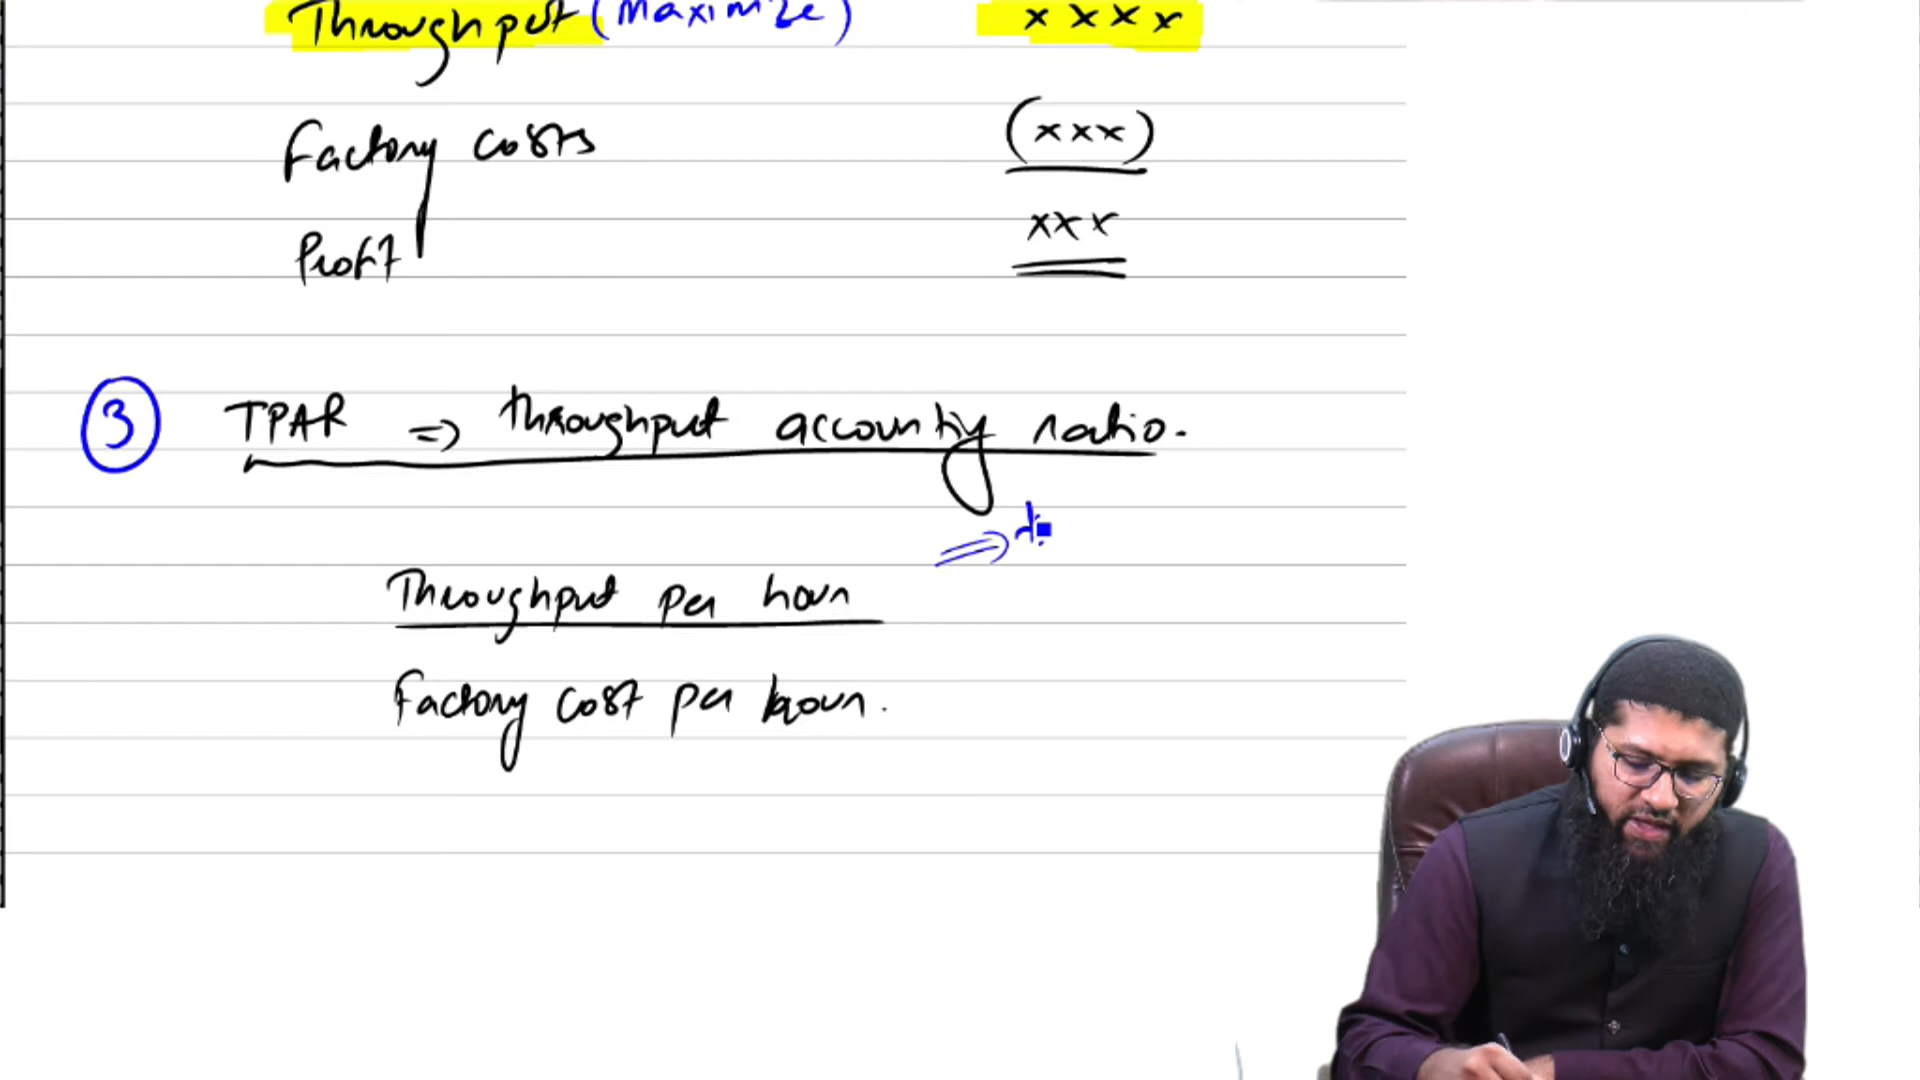 Throughput (Maximize) x x x x
Factory costs (xxx)
Profit xxx
3 TPAR => throughput accounting ratio.
Throughput per hour
Factory cost per hour.